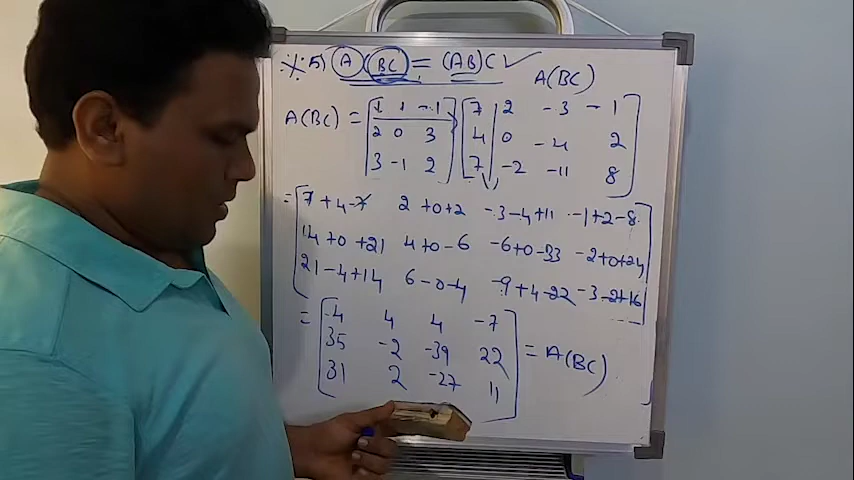 5) A(BC) = (AB)C ✓
A(BC)
A(BC) = [1 1 -1] [7 2 -3 -1]
2 0 3 4 0 -4 2
3 -1 2 7 -2 -11 8
= [7+4-7 2+0+2 -3-4+11 -1+2-8]
14+0+21 4+0-6 -6+0-33 -2+0+24
21-4+14 6-0-4 -9+4-22 -3-2+16
= [4 4 4 -7]
35 -2 -39 22 = A(BC)
31 2 -27 11